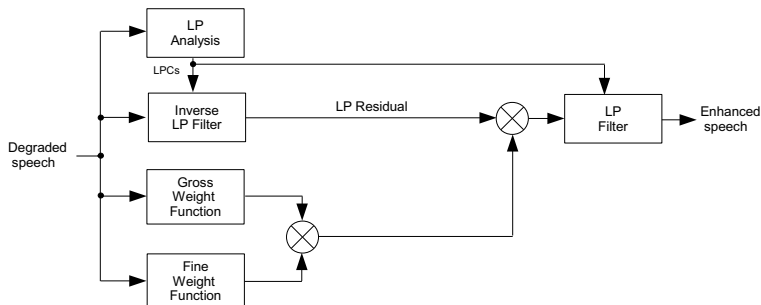 LP
Analysis
LPCs
Inverse
LP Filter
LP Residual
LP
Filter
Enhanced
speech
Degraded
speech
Gross
Weight
Function
Fine
Weight
Function